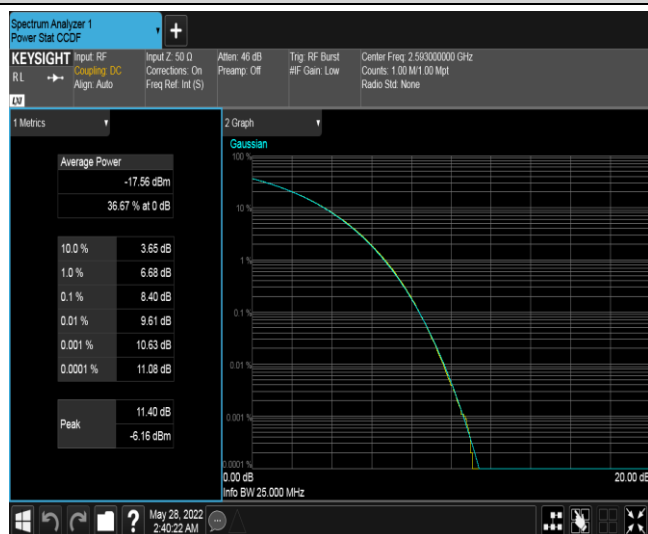 Spectrum Analyzer 1
Power Stat CCDF
+
KEYSIGHT
RL
LXI
Input: RF
Coupling: DC
Align: Auto
Input Z: 50 Ω
Corrections: On
Freq Ref: Int (S)
Atten: 46 dB
Preamp: Off
Trig: RF Burst
#IF Gain: Low
Center Freq: 2.593000000 GHz
Counts: 1.00 M/1.00 Mpt
Radio Std: None
1 Metrics
Average Power
-17.56 dBm
36.67 % at 0 dB
10.0 % 3.65 dB
1.0 % 6.68 dB
0.1 % 8.40 dB
0.01 % 9.61 dB
0.001 % 10.63 dB
0.0001 % 11.08 dB
Peak
11.40 dB
-6.16 dBm
2 Graph
Gaussian
100 %
10 %
1 %
0.1 %
0.01 %
0.001 %
0.0001 %
0.00 dB
20.00 dB
Info BW 25.000 MHz
?
May 28, 2022
2:40:22 AM